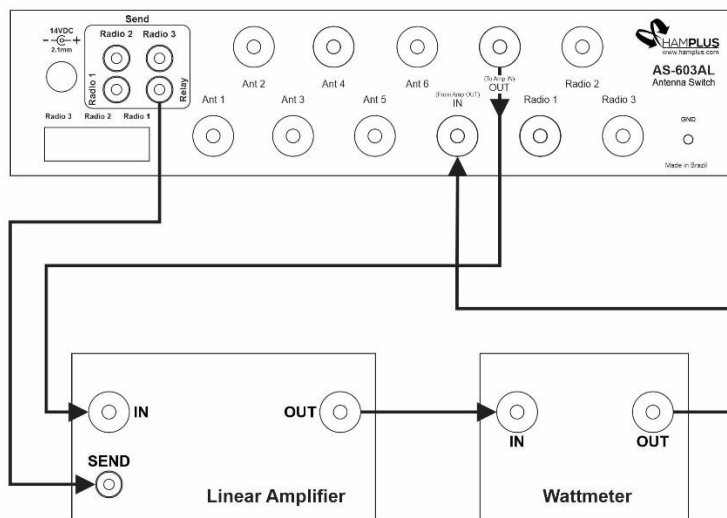 Send
14VDC
2.1mm
Radio 2
Radio 3
Radio 1
Relay
Radio 3 Radio 2 Radio 1
Ant 2
Ant 4
Ant 6
(To Amp IN)
OUT
Radio 2
Ant 1
Ant 3
Ant 5
(From Amp OUT)
IN
Radio 1
Radio 3
HAMPLUS
www.hamplus.com
AS-603AL
Antenna Switch
GND
Made in Brazil
IN
OUT
SEND
Linear Amplifier
IN
OUT
Wattmeter